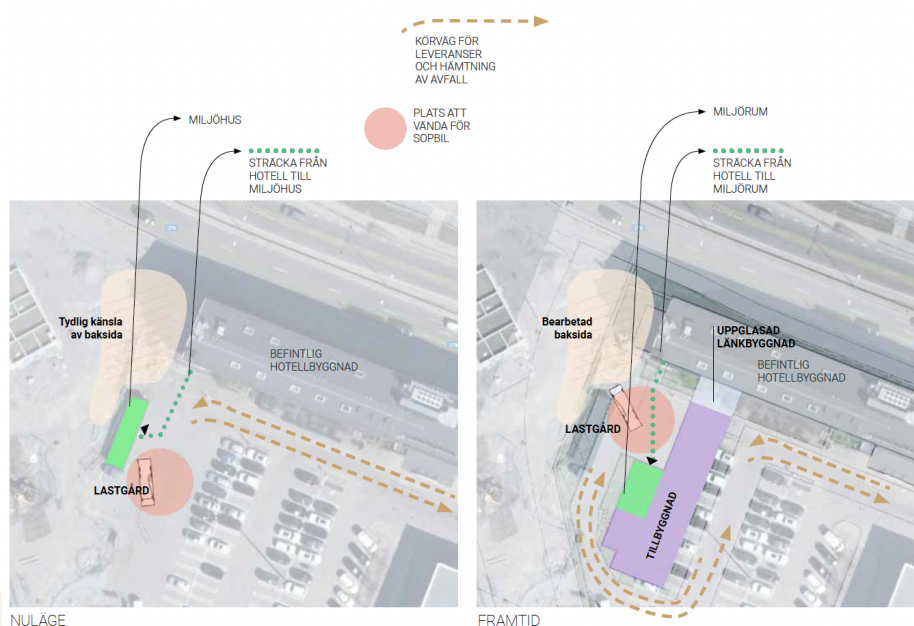 KÖRVÄG FÖR
LEVERANSER
OCH HÄMTNING
AV AVFALL
PLATS ATT
VÄNDA FÖR
SOPBIL
MILJÖHUS
STRÄCKA FRÅN
HOTELL TILL
MILJÖHUS
MILJÖRUM
STRÄCKA FRÅN
HOTELL TILL
MILJÖRUM
Tydlig känsla
av baksida
BEFINTLIG
HOTELLBYGGNAD
LASTGÅRD
NULÄGE
Bearbetad
baksida
UPPGLASAD
LÄNKBYGGNAD
BEFINTLIG
HOTELLBYGGNAD
LASTGÅRD
TILLBYGGNAD
FRAMTID